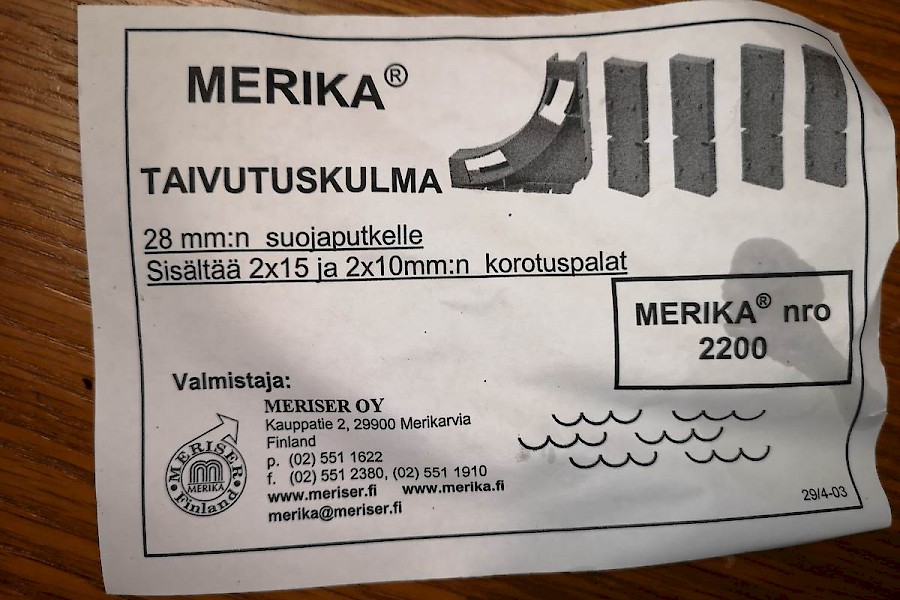 MERIKA®
TAIVUTUSKULMA
28 mm:n suojaputkelle
Sisältää 2x15 ja 2x10mm:n korotuspalat
MERIKA® nro
2200
Valmistaja:
MERISER OY
Kauppatie 2, 29900 Merikarvia
Finland
p. (02) 551 1622
f. (02) 551 2380, (02) 551 1910
www.meriser.fi www.merika.fi
merika@meriser.fi
MERISER
MERIKA
Finland
29/4-03